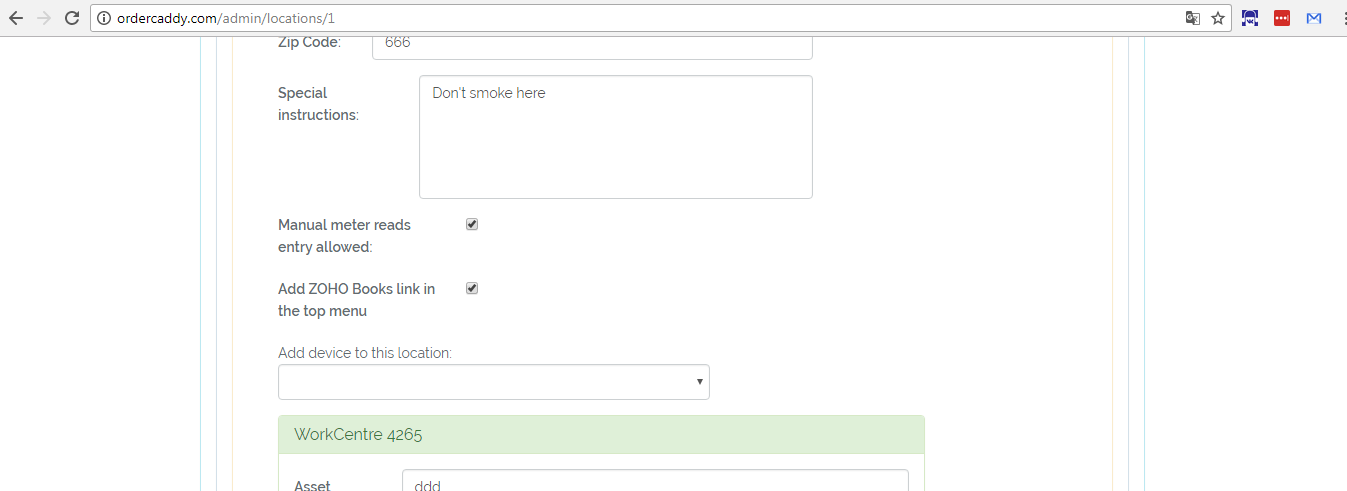 ordercaddy.com/admin/locations/1
Zip Code: 666
Special Don't smoke here
instructions:
Manual meter reads
entry allowed:
Add ZOHO Books link in
the top menu
Add device to this location:
WorkCentre 4265
Asset ddd